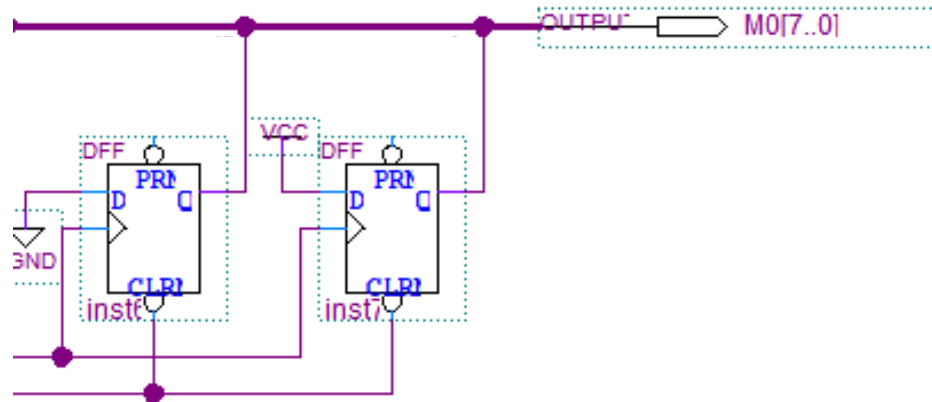 OUTPUT M0[7..0]
VCC
DFF DFF
PRN PRN
D Q D Q
GND
CLRN CLRN
inst6 inst7